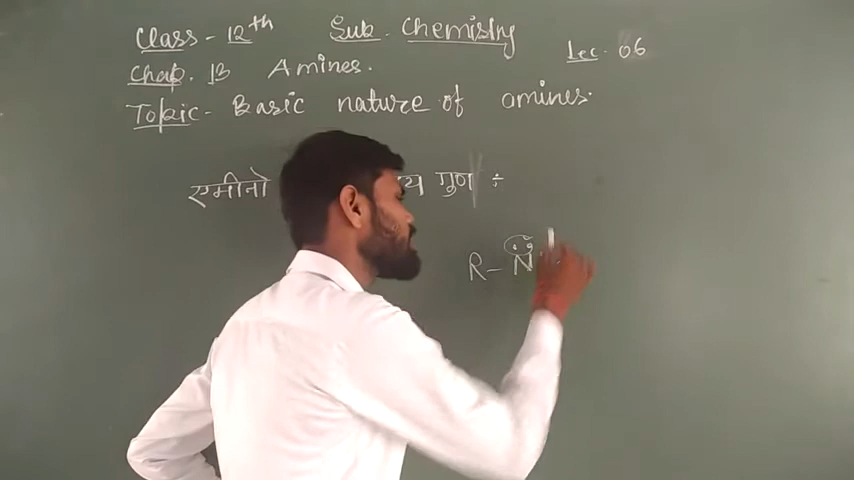 Class - 12th Sub. Chemistry
Lec. 06
Chap. 13 Amines.
Topic - Basic nature of amines.
एमीनो गुण ÷
R - N̈